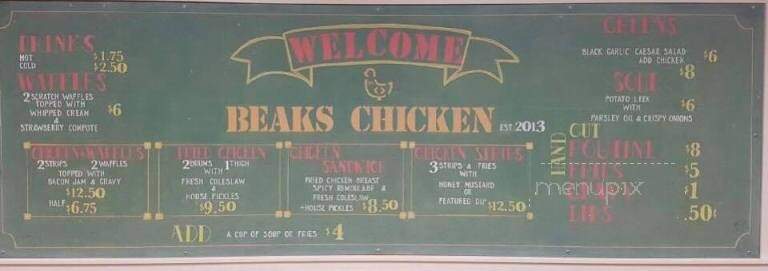 DRINKS
HOT $1.75
COLD $2.50
WAFFLES
2 SCRATCH WAFFLES
TOPPED WITH
WHIPPED CREAM $6
&
STRAWBERRY COMPOTE
WELCOME
BEAKS CHICKEN EST. 2013
GREENS
BLACK GARLIC CAESAR SALAD $6
ADD CHICKEN $8
SOUP
POTATO LEEK
WITH $6
PARSLEY OIL & CRISPY ONIONS
CHICKEN+WAFFLES
2 STRIPS 2 WAFFLES
TOPPED WITH
BACON JAM & GRAVY
$12.50
HALF $6.75
FRIED CHICKEN
2 DRUMS 1 THIGH
WITH
FRESH COLESLAW
&
HOUSE PICKLES
$9.50
CHICKEN
SANDWICH
FRIED CHICKEN BREAST
SPICY REMOULADE &
FRESH COLESLAW
+HOUSE PICKLES $8.50
CHICKEN STRIPS
3 STRIPS & FRIES
WITH
HONEY MUSTARD
OR
FEATURED DIP $12.50
HAND CUT
POUTINE $8
FRIES $5
$1
DIPS .50¢
ADD A CUP OF SOUP OR FRIES $4
menupix